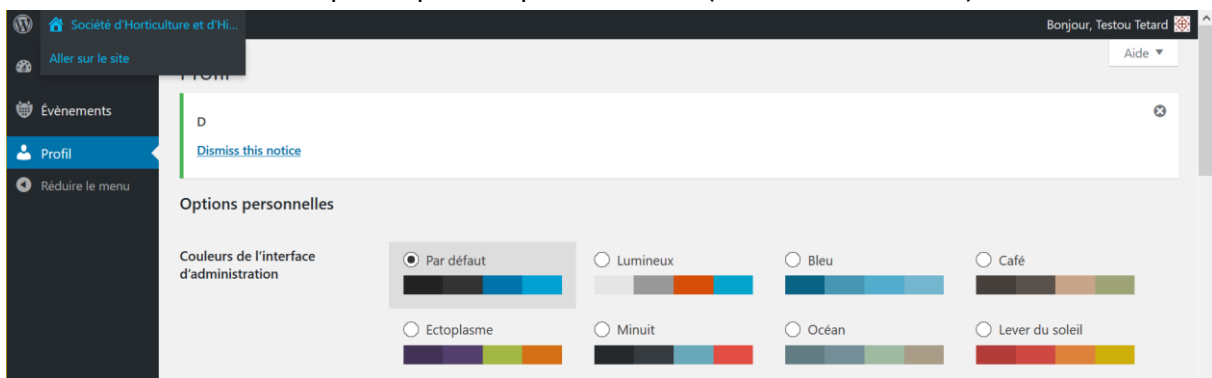 Société d'Horticulture et d'Hi...
Bonjour, Testou Tetard
Aller sur le site
Aide
Évènements
D
Profil
Dismiss this notice
Réduire le menu
Options personnelles
Couleurs de l'interface
d'administration
Par défaut
Lumineux
Bleu
Café
Ectoplasme
Minuit
Océan
Lever du soleil